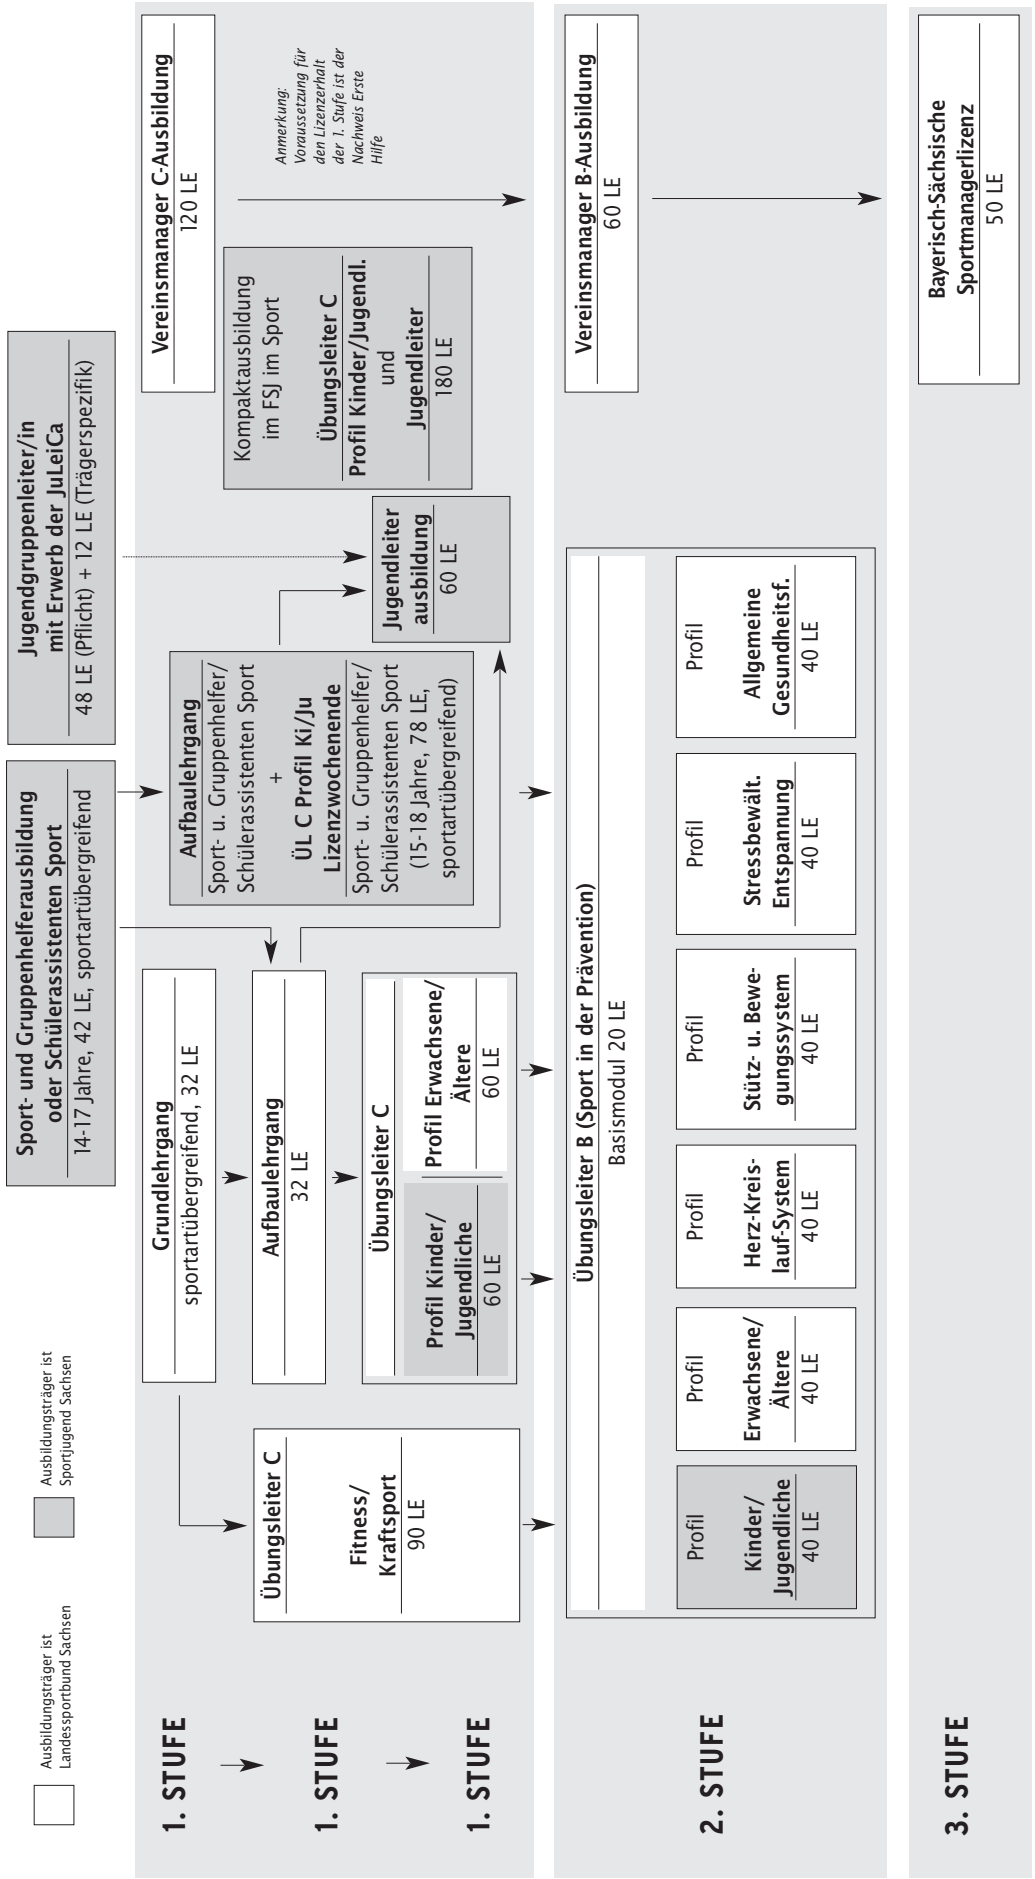 Ausbildungsträger ist
Landessportbund Sachsen
Ausbildungsträger ist
Sportjugend Sachsen
Sport- und Gruppenhelferausbildung
oder Schülerassistenten Sport
14-17 Jahre, 42 LE, sportartübergreifend
Jugendgruppenleiter/in
mit Erwerb der JuLeiCa
48 LE (Pflicht) + 12 LE (Trägerspezifik)
1. STUFE
1. STUFE
1. STUFE
Grundlehrgang
sportartübergreifend, 32 LE
Aufbaulehrgang
32 LE
Übungsleiter C
Fitness/
Kraftsport
90 LE
Übungsleiter C
Profil Kinder/
Jugendliche
60 LE
Profil Erwachsene/
Ältere
60 LE
Aufbaulehrgang
Sport- u. Gruppenhelfer/
Schülerassistenten Sport
+
ÜL C Profil Ki/Ju
Lizenzwochenende
Sport- u. Gruppenhelfer/
Schülerassistenten Sport
(15-18 Jahre, 78 LE,
sportartübergreifend)
Jugendleiter
ausbildung
60 LE
Kompaktausbildung
im FSJ im Sport
Übungsleiter C
Profil Kinder/Jugendl.
und
Jugendleiter
180 LE
Vereinsmanager C-Ausbildung
120 LE
Anmerkung:
Voraussetzung für
den Lizenzerhalt
der 1. Stufe ist der
Nachweis Erste
Hilfe
2. STUFE
Übungsleiter B (Sport in der Prävention)
Basismodul 20 LE
Profil
Kinder/
Jugendliche
40 LE
Profil
Erwachsene/
Ältere
40 LE
Profil
Herz-Kreis-
lauf-System
40 LE
Profil
Stütz- u. Bewe-
gungssystem
40 LE
Profil
Stressbewält.
Entspannung
40 LE
Profil
Allgemeine
Gesundheitsf.
40 LE
Vereinsmanager B-Ausbildung
60 LE
3. STUFE
Bayerisch-Sächsische
Sportmanagerlizenz
50 LE